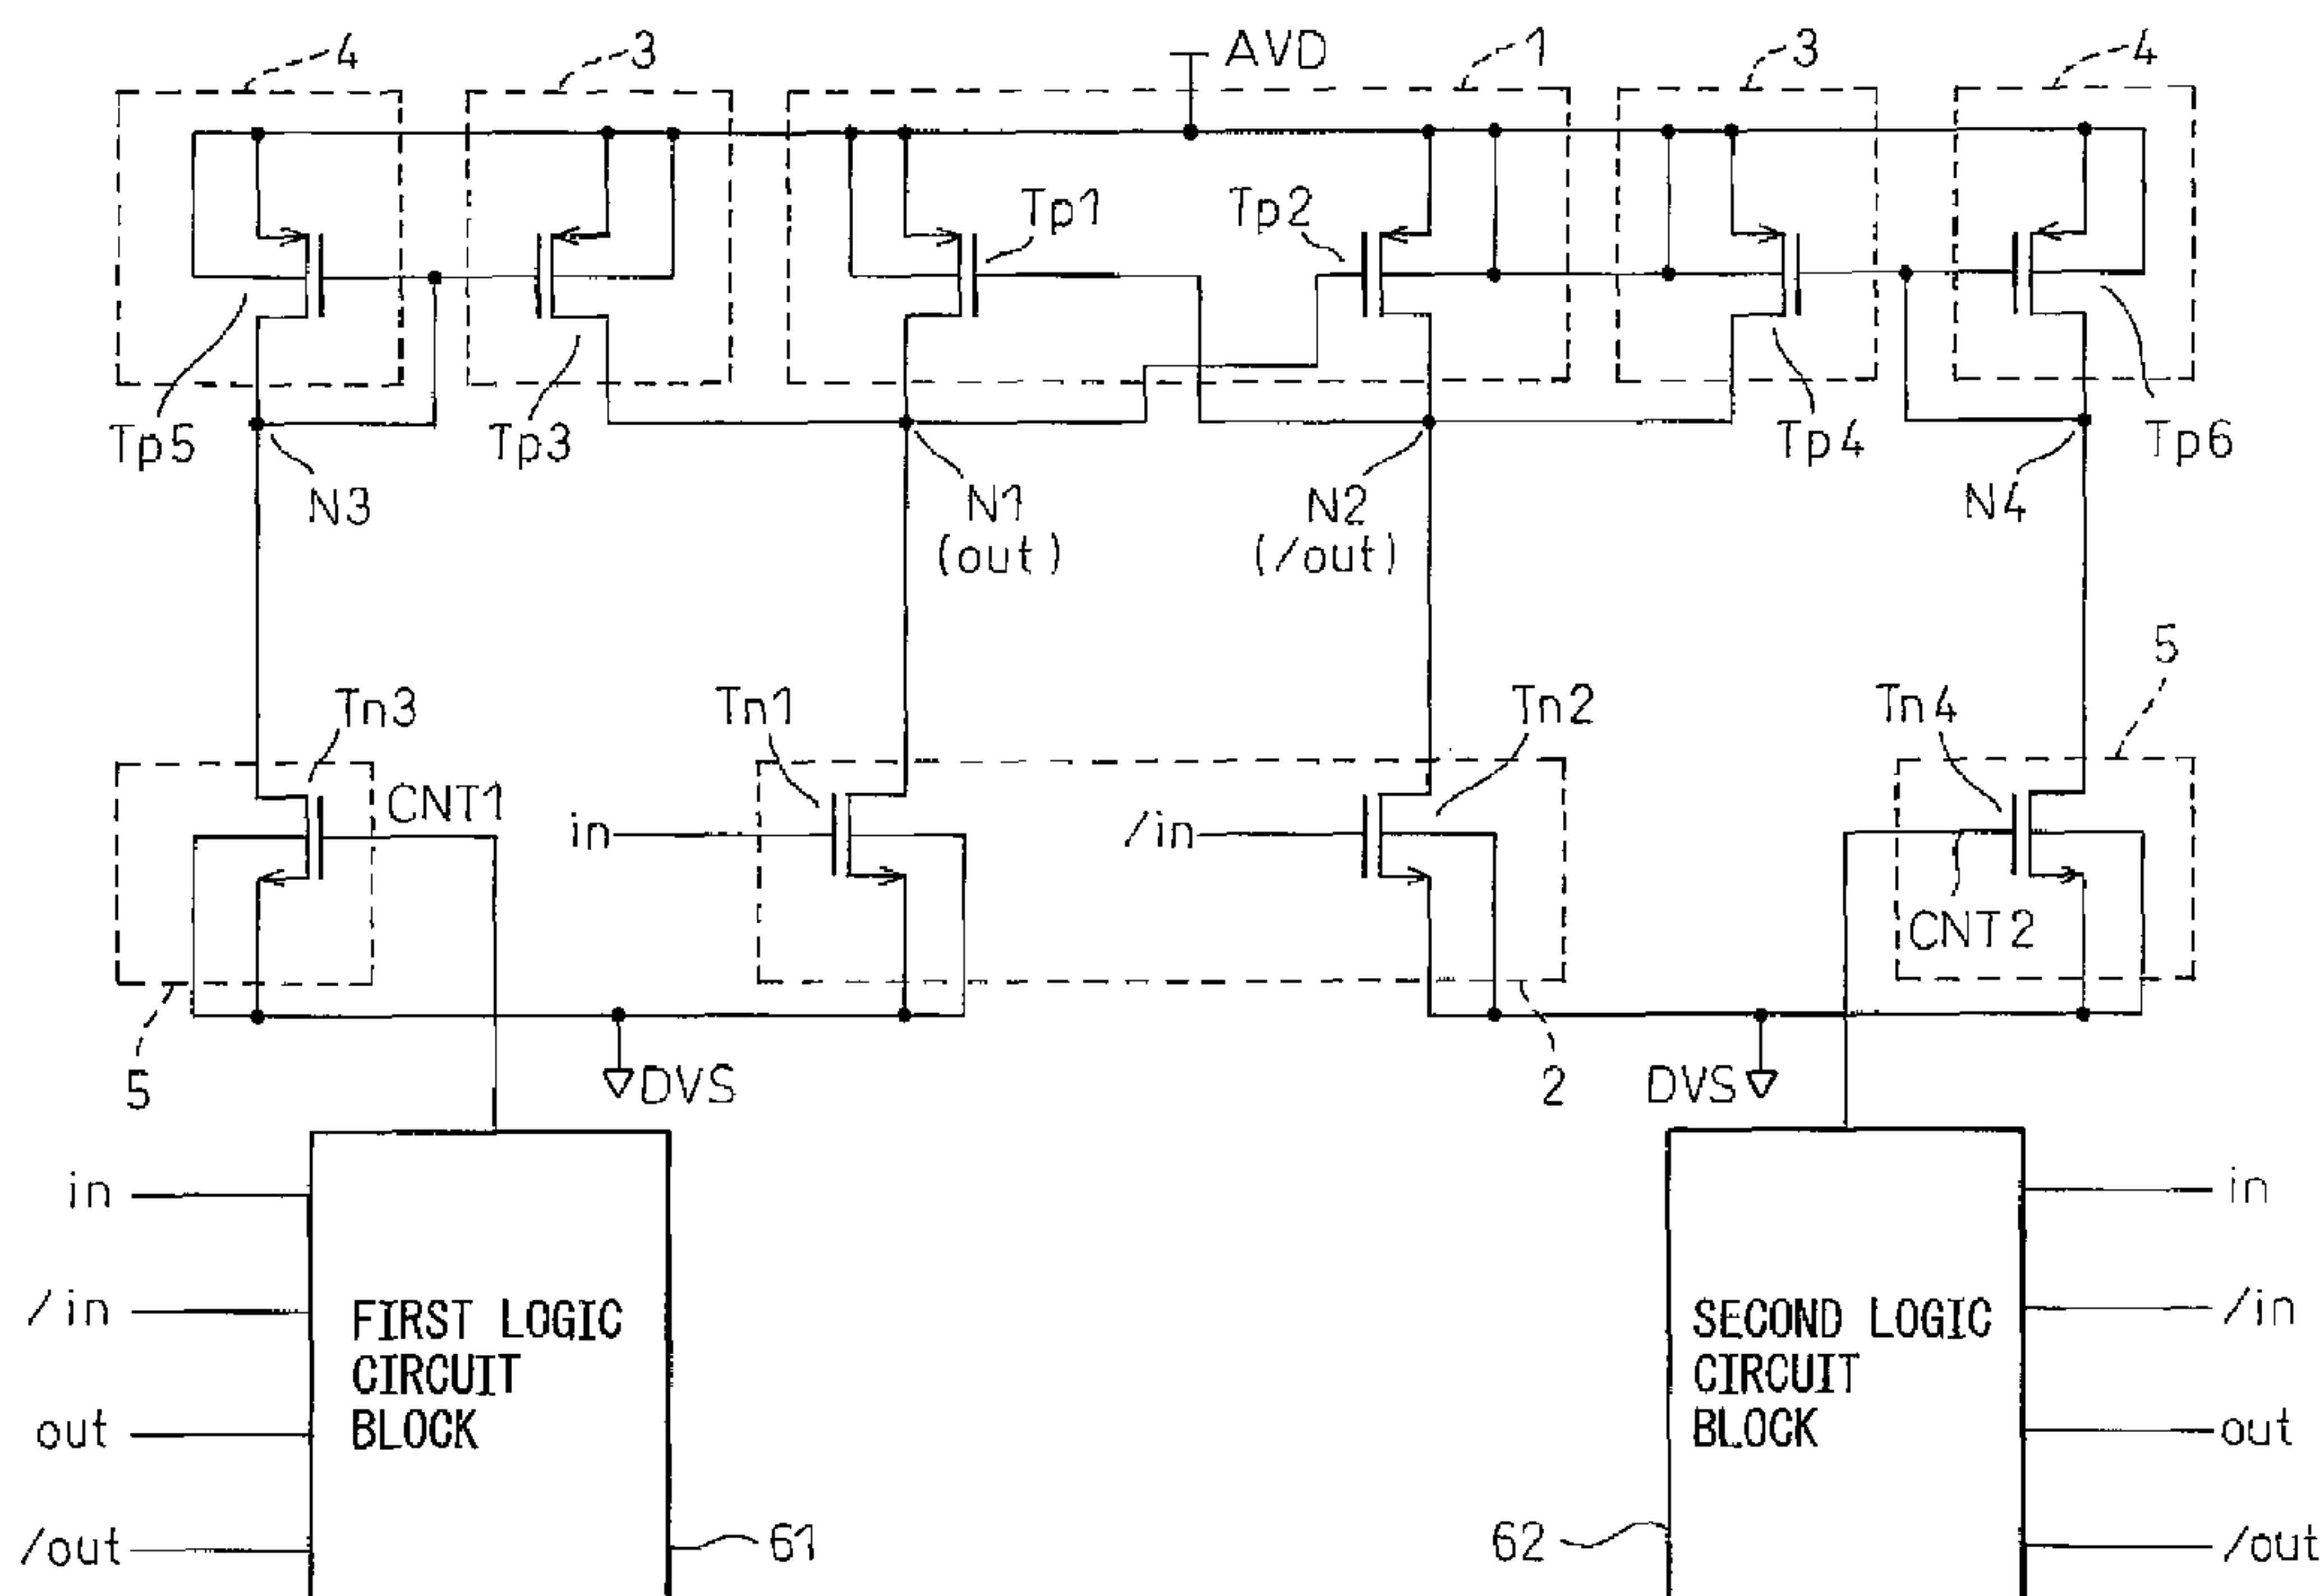 4
3
AVD
1
3
4
Tp1
Tp2
Tp5
Tp3
Tp4
Tp6
N3
N1
(out)
N2
(/out)
N4
5
Tn3
Tn1
Tn2
Tn4
CNT1
in
/in
CNT2
5
DVS
2
DVS
in
/in
out
/out
FIRST LOGIC
CIRCUIT
BLOCK
61
SECOND LOGIC
CIRCUIT
BLOCK
62
in
/in
out
/out